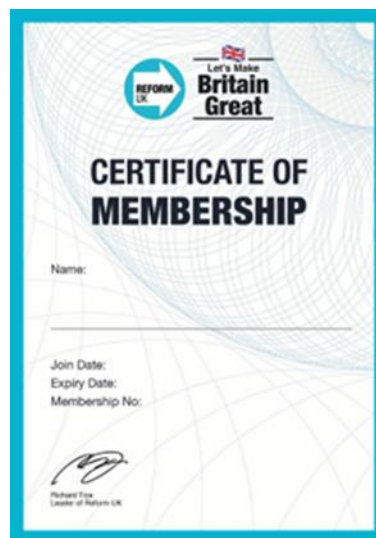 REFORM
UK
Let's Make
Britain
Great
CERTIFICATE OF
MEMBERSHIP
Name:
Join Date:
Expiry Date:
Membership No:
Richard Tice
Leader of Reform UK